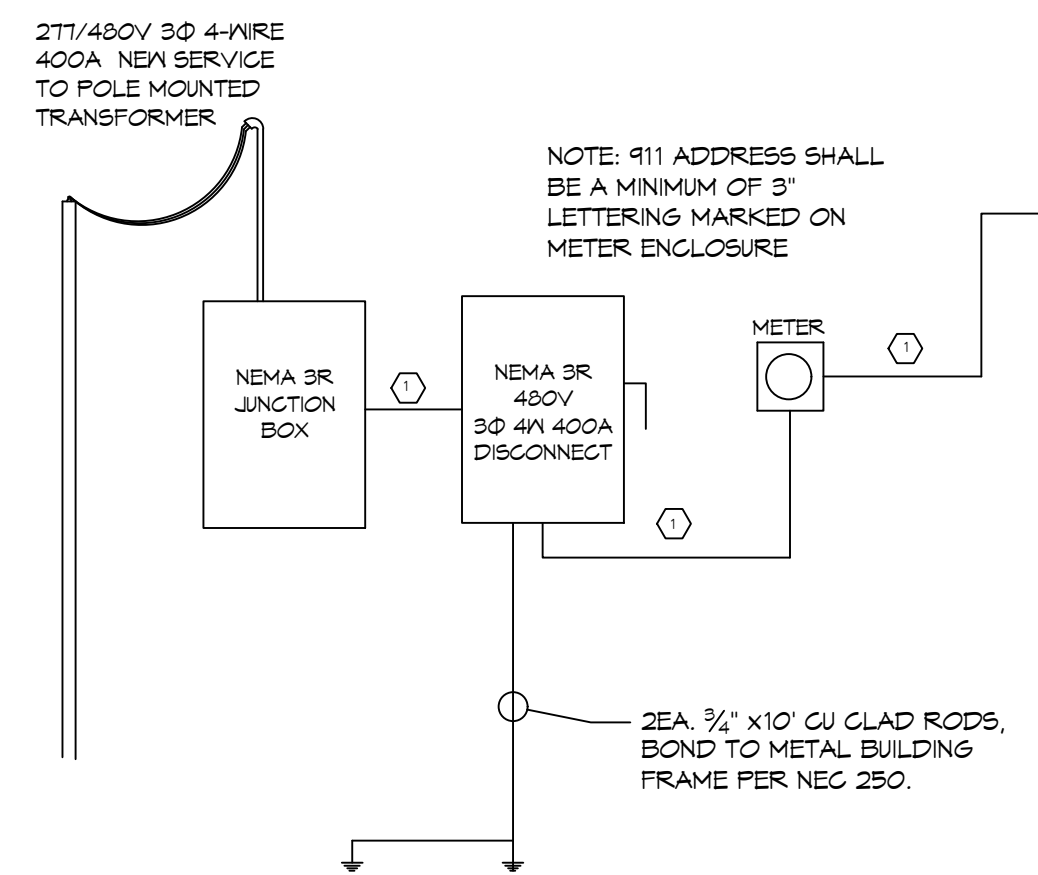 277/480V 3Φ 4-WIRE
400A NEW SERVICE
TO POLE MOUNTED
TRANSFORMER
NOTE: 911 ADDRESS SHALL
BE A MINIMUM OF 3"
LETTERING MARKED ON
METER ENCLOSURE
METER
1
NEMA 3R
JUNCTION
BOX
1
NEMA 3R
480V
3Φ 4W 400A
DISCONNECT
1
2EA. ¾" X10' CU CLAD RODS,
BOND TO METAL BUILDING
FRAME PER NEC 250.